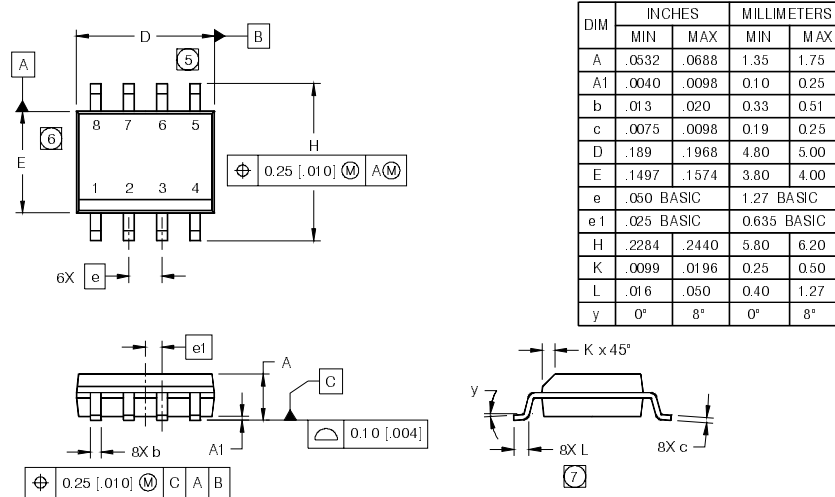 D
B
5
A
8 7 6 5
6
E
H
⌖ 0.25 [.010] Ⓜ AⓂ
1 2 3 4
6X e
DIM INCHES MILLIMETERS
MIN MAX MIN MAX
A .0532 .0688 1.35 1.75
A1 .0040 .0098 0.10 0.25
b .013 .020 0.33 0.51
c .0075 .0098 0.19 0.25
D .189 .1968 4.80 5.00
E .1497 .1574 3.80 4.00
e .050 BASIC 1.27 BASIC
e1 .025 BASIC 0.635 BASIC
H .2284 .2440 5.80 6.20
K .0099 .0196 0.25 0.50
L .016 .050 0.40 1.27
y 0° 8° 0° 8°
e1
A
C
A1
8X b
0.10 [.004]
⌖ 0.25 [.010] Ⓜ C A B
K x 45°
y
8X L
8X c
7